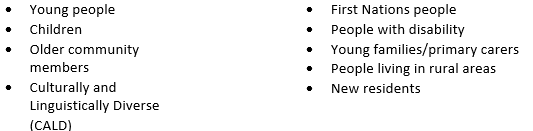 • Young people
• Children
• Older community
members
• Culturally and
Linguistically Diverse
(CALD)
• First Nations people
• People with disability
• Young families/primary carers
• People living in rural areas
• New residents